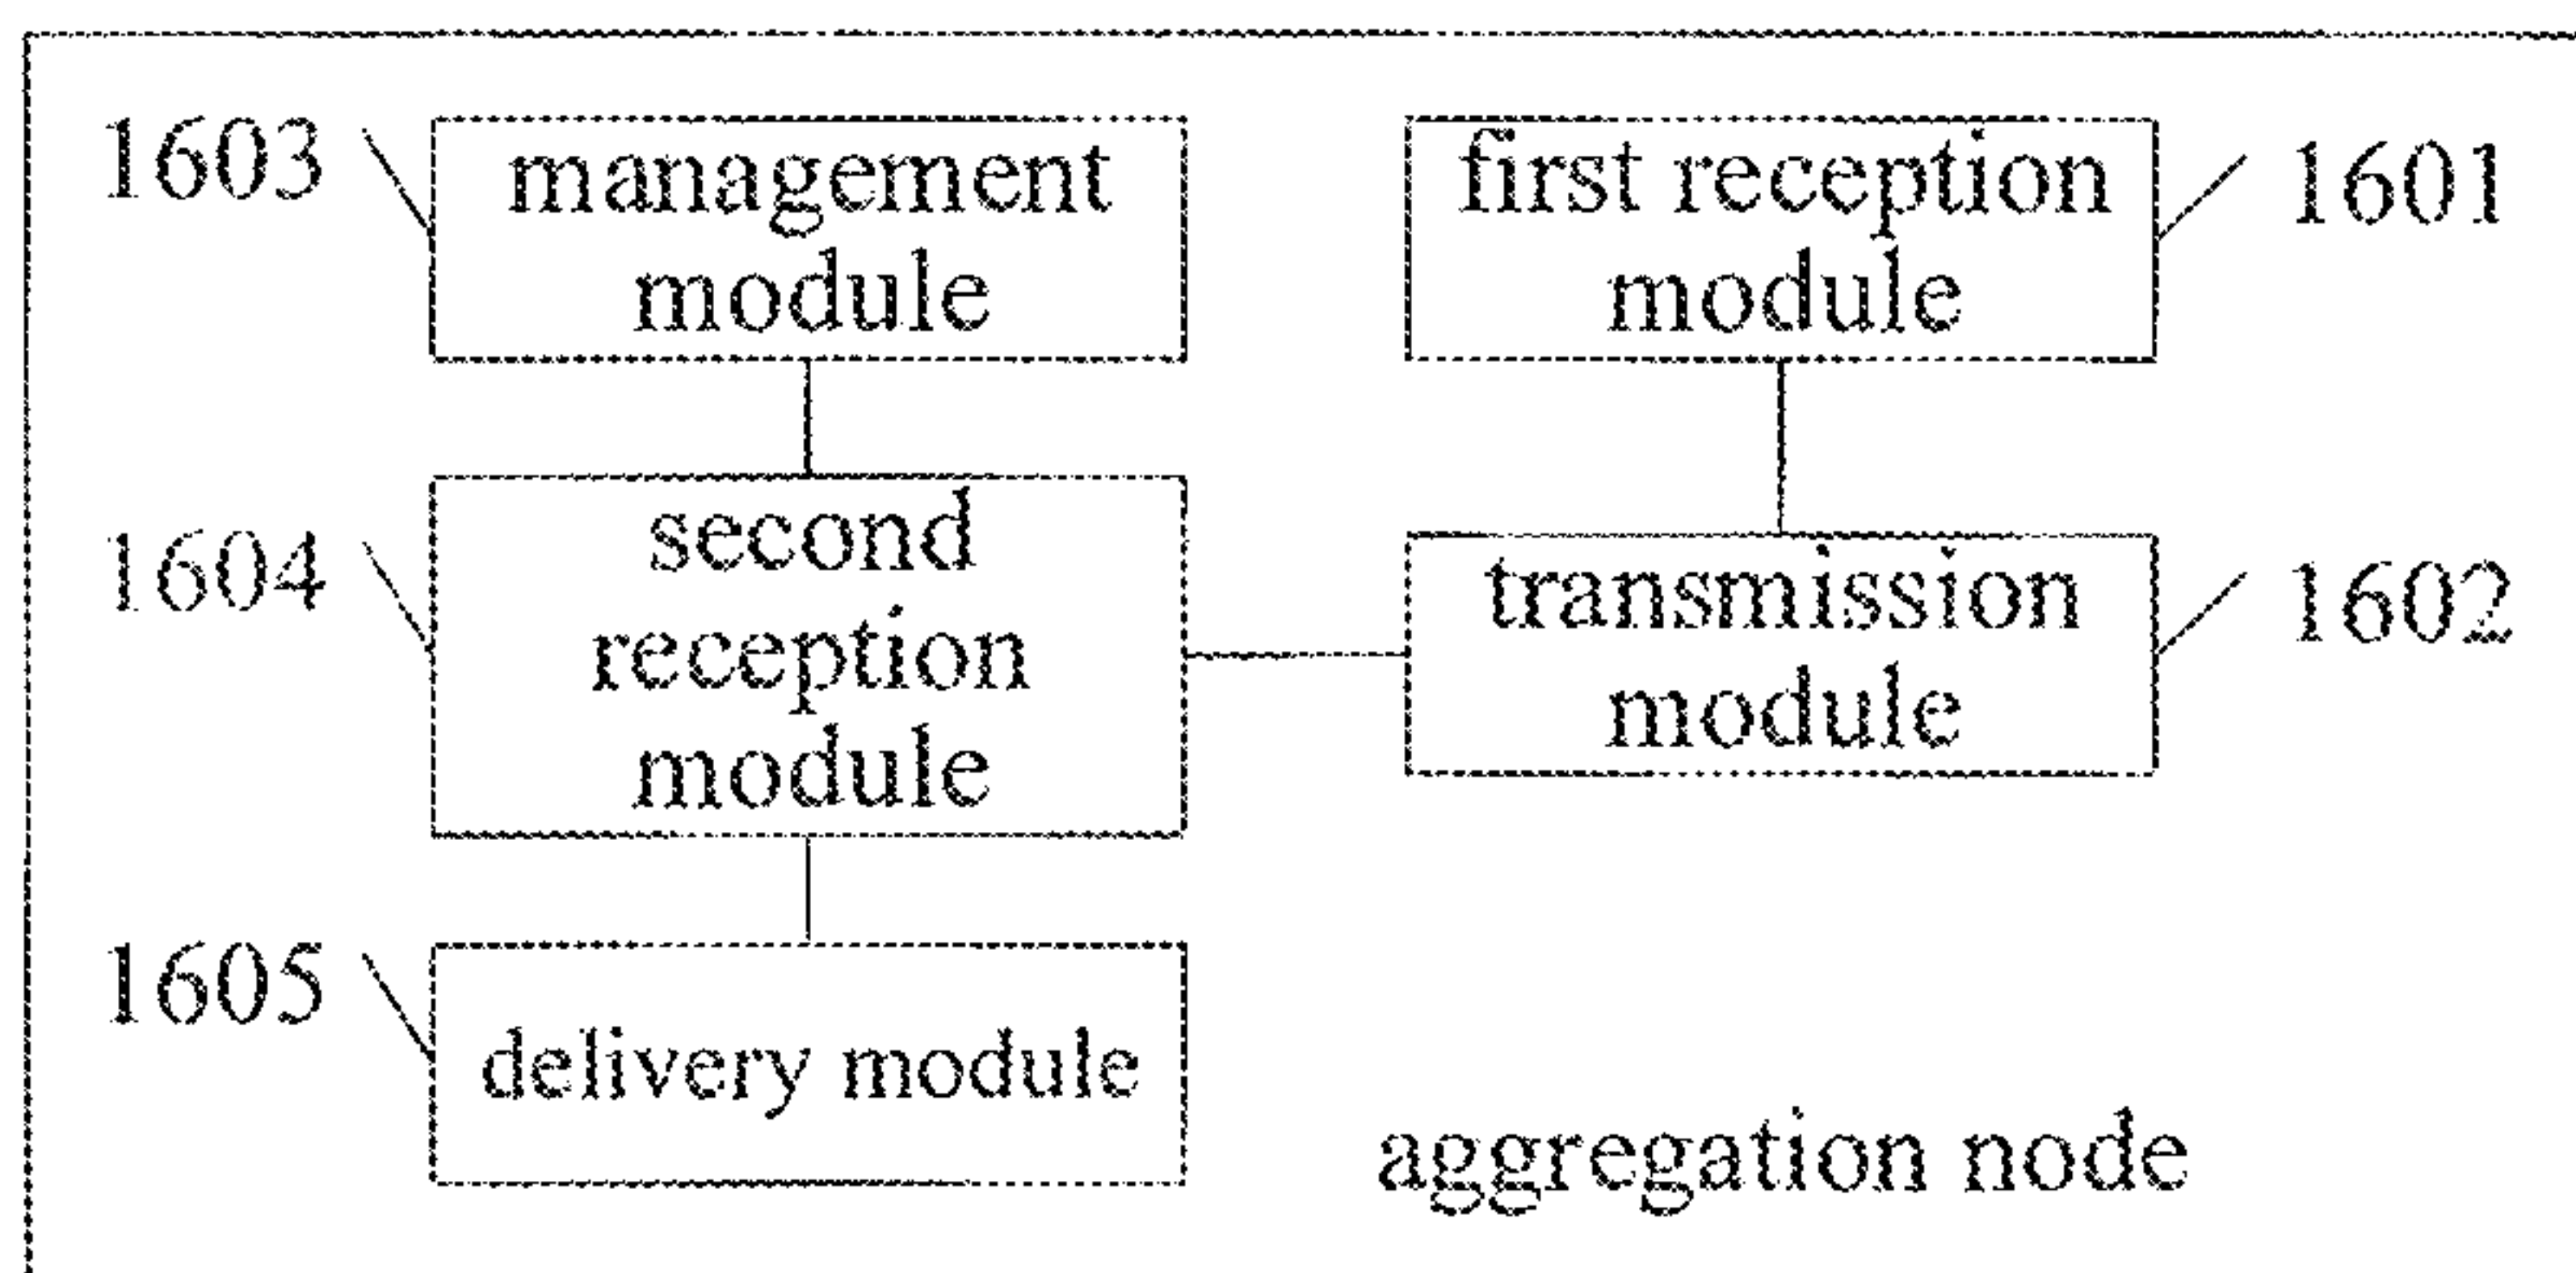 1603
management
module
first reception
module
1601
1604
second
reception
module
transmission
module
1602
1605
delivery module
aggregation node